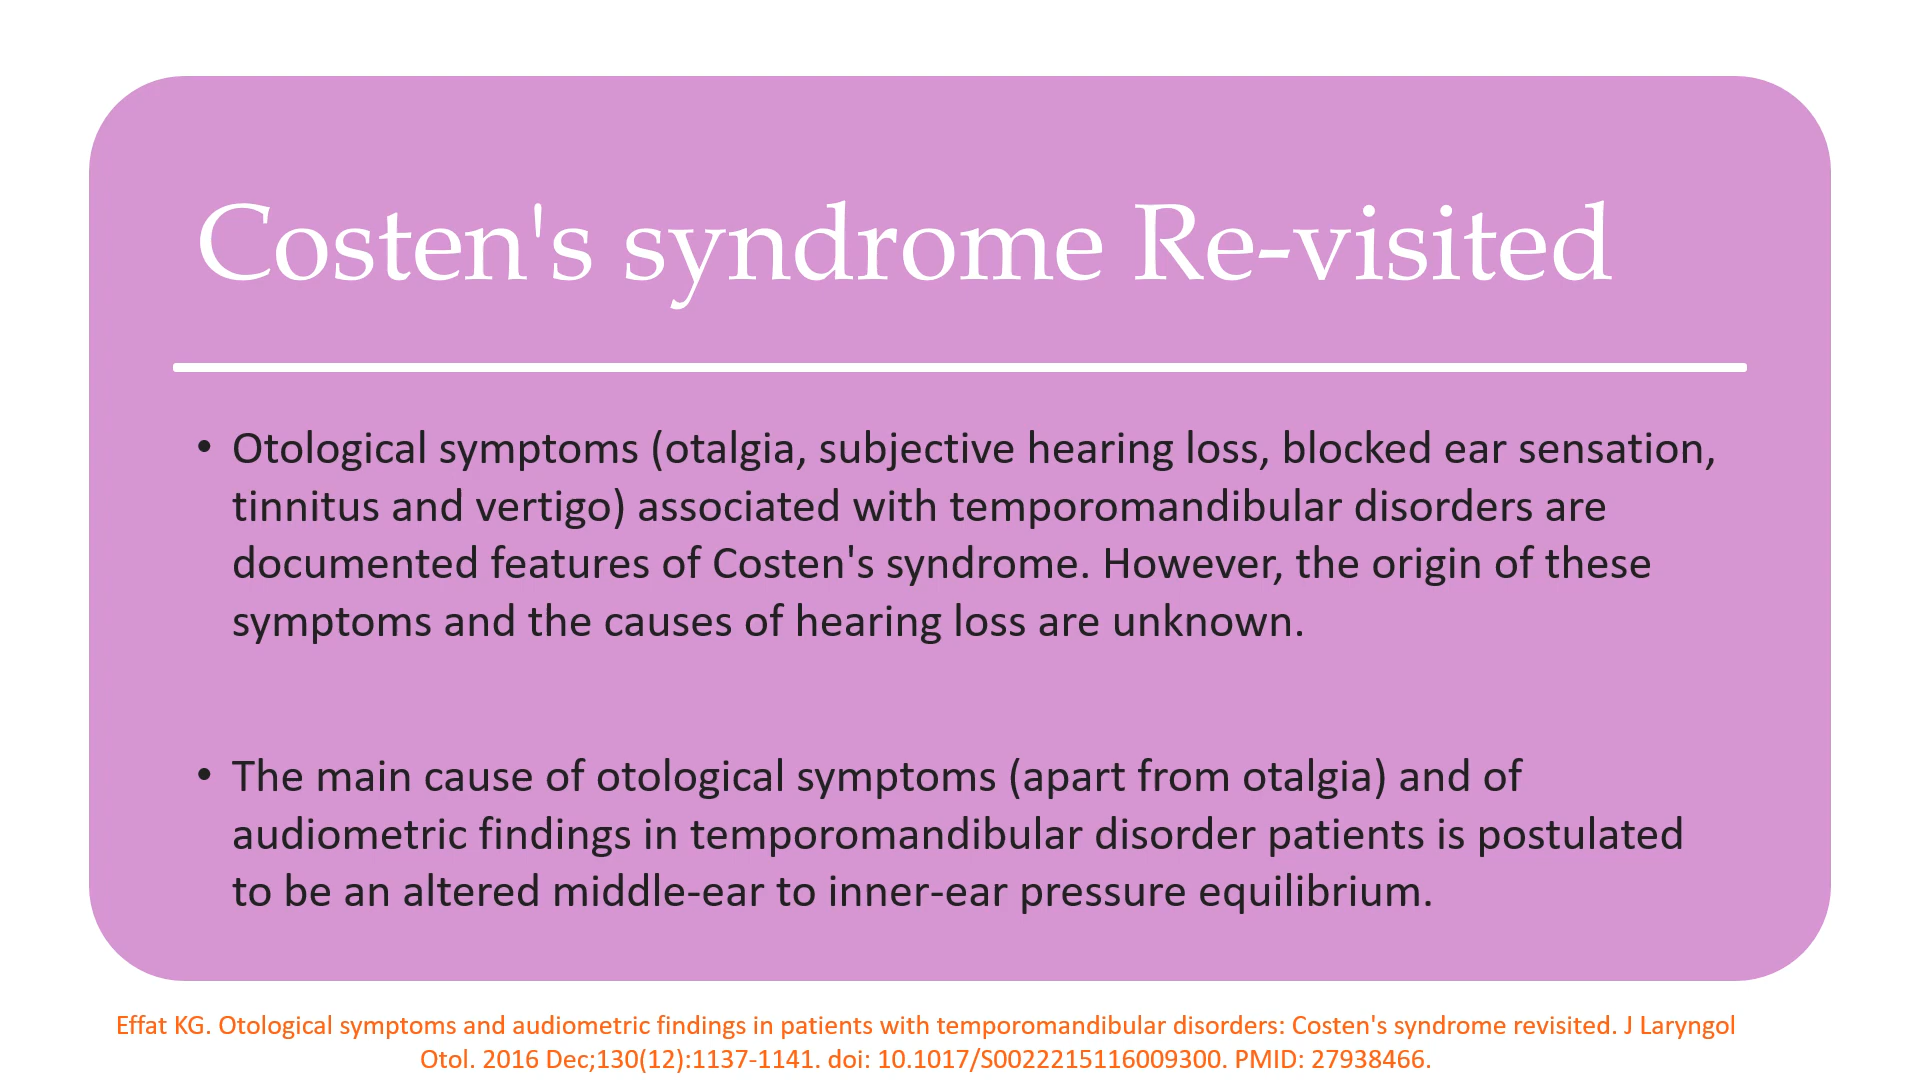 Costen's syndrome Re-visited
• Otological symptoms (otalgia, subjective hearing loss, blocked ear sensation,
tinnitus and vertigo) associated with temporomandibular disorders are
documented features of Costen's syndrome. However, the origin of these
symptoms and the causes of hearing loss are unknown.
• The main cause of otological symptoms (apart from otalgia) and of
audiometric findings in temporomandibular disorder patients is postulated
to be an altered middle-ear to inner-ear pressure equilibrium.
Effat KG. Otological symptoms and audiometric findings in patients with temporomandibular disorders: Costen's syndrome revisited. J Laryngol
Otol. 2016 Dec;130(12):1137-1141. doi: 10.1017/S0022215116009300. PMID: 27938466.